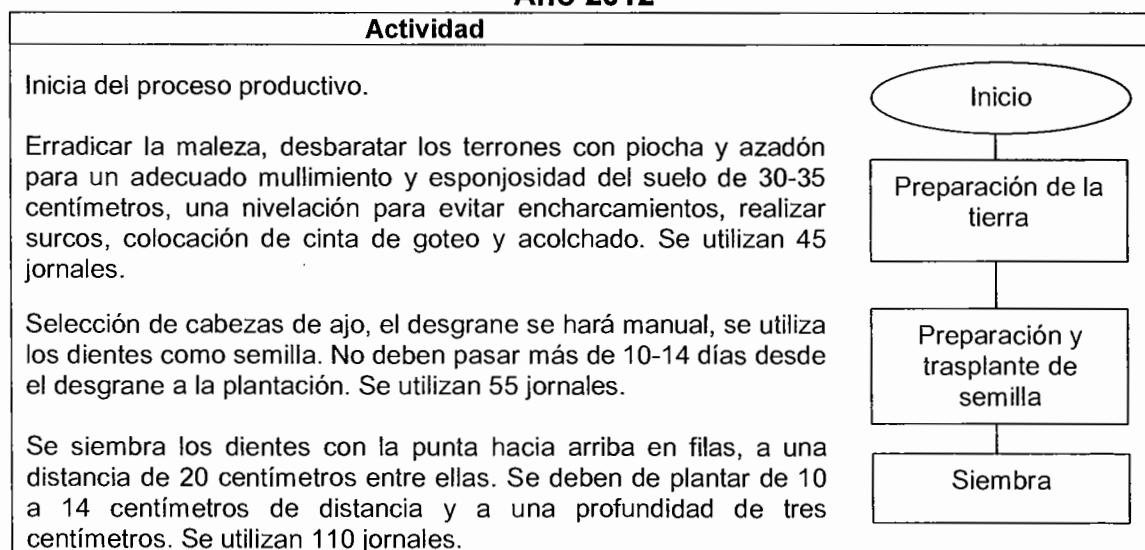 Año 2012
Actividad
Inicia del proceso productivo.
Inicio
Erradicar la maleza, desbaratar los terrones con piocha y azadón
para un adecuado mullimiento y esponjosidad del suelo de 30-35
centímetros, una nivelación para evitar encharcamientos, realizar
surcos, colocación de cinta de goteo y acolchado. Se utilizan 45
jornales.
Preparación de la
tierra
Selección de cabezas de ajo, el desgrane se hará manual, se utiliza
los dientes como semilla. No deben pasar más de 10-14 días desde
el desgrane a la plantación. Se utilizan 55 jornales.
Preparación y
trasplante de
semilla
Se siembra los dientes con la punta hacia arriba en filas, a una
distancia de 20 centímetros entre ellas. Se deben de plantar de 10
a 14 centímetros de distancia y a una profundidad de tres
centímetros. Se utilizan 110 jornales.
Siembra